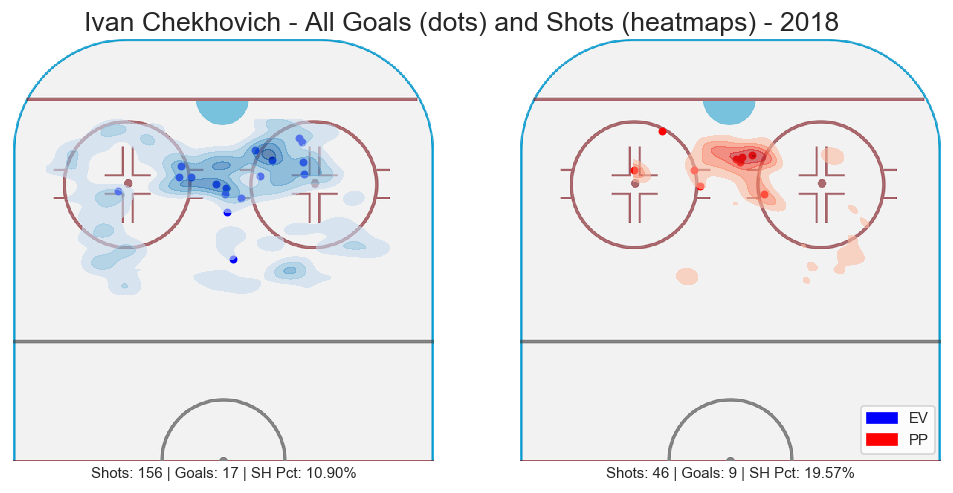 Ivan Chekhovich - All Goals (dots) and Shots (heatmaps) - 2018
EV
PP
Shots: 156 | Goals: 17 | SH Pct: 10.90%
Shots: 46 | Goals: 9 | SH Pct: 19.57%